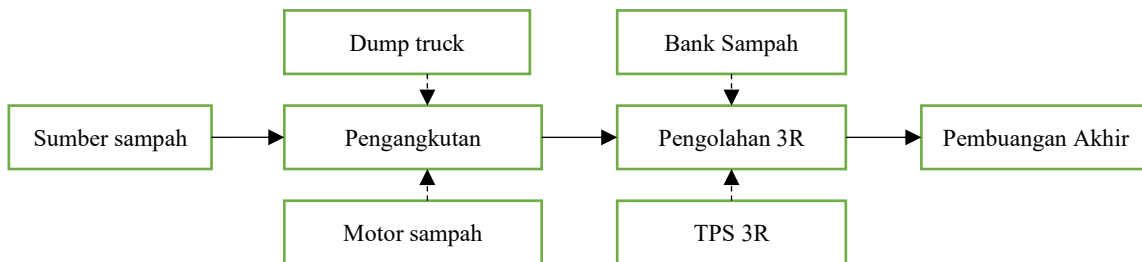 Dump truck
Bank Sampah
Sumber sampah
Pengangkutan
Pengolahan 3R
Pembuangan Akhir
Motor sampah
TPS 3R